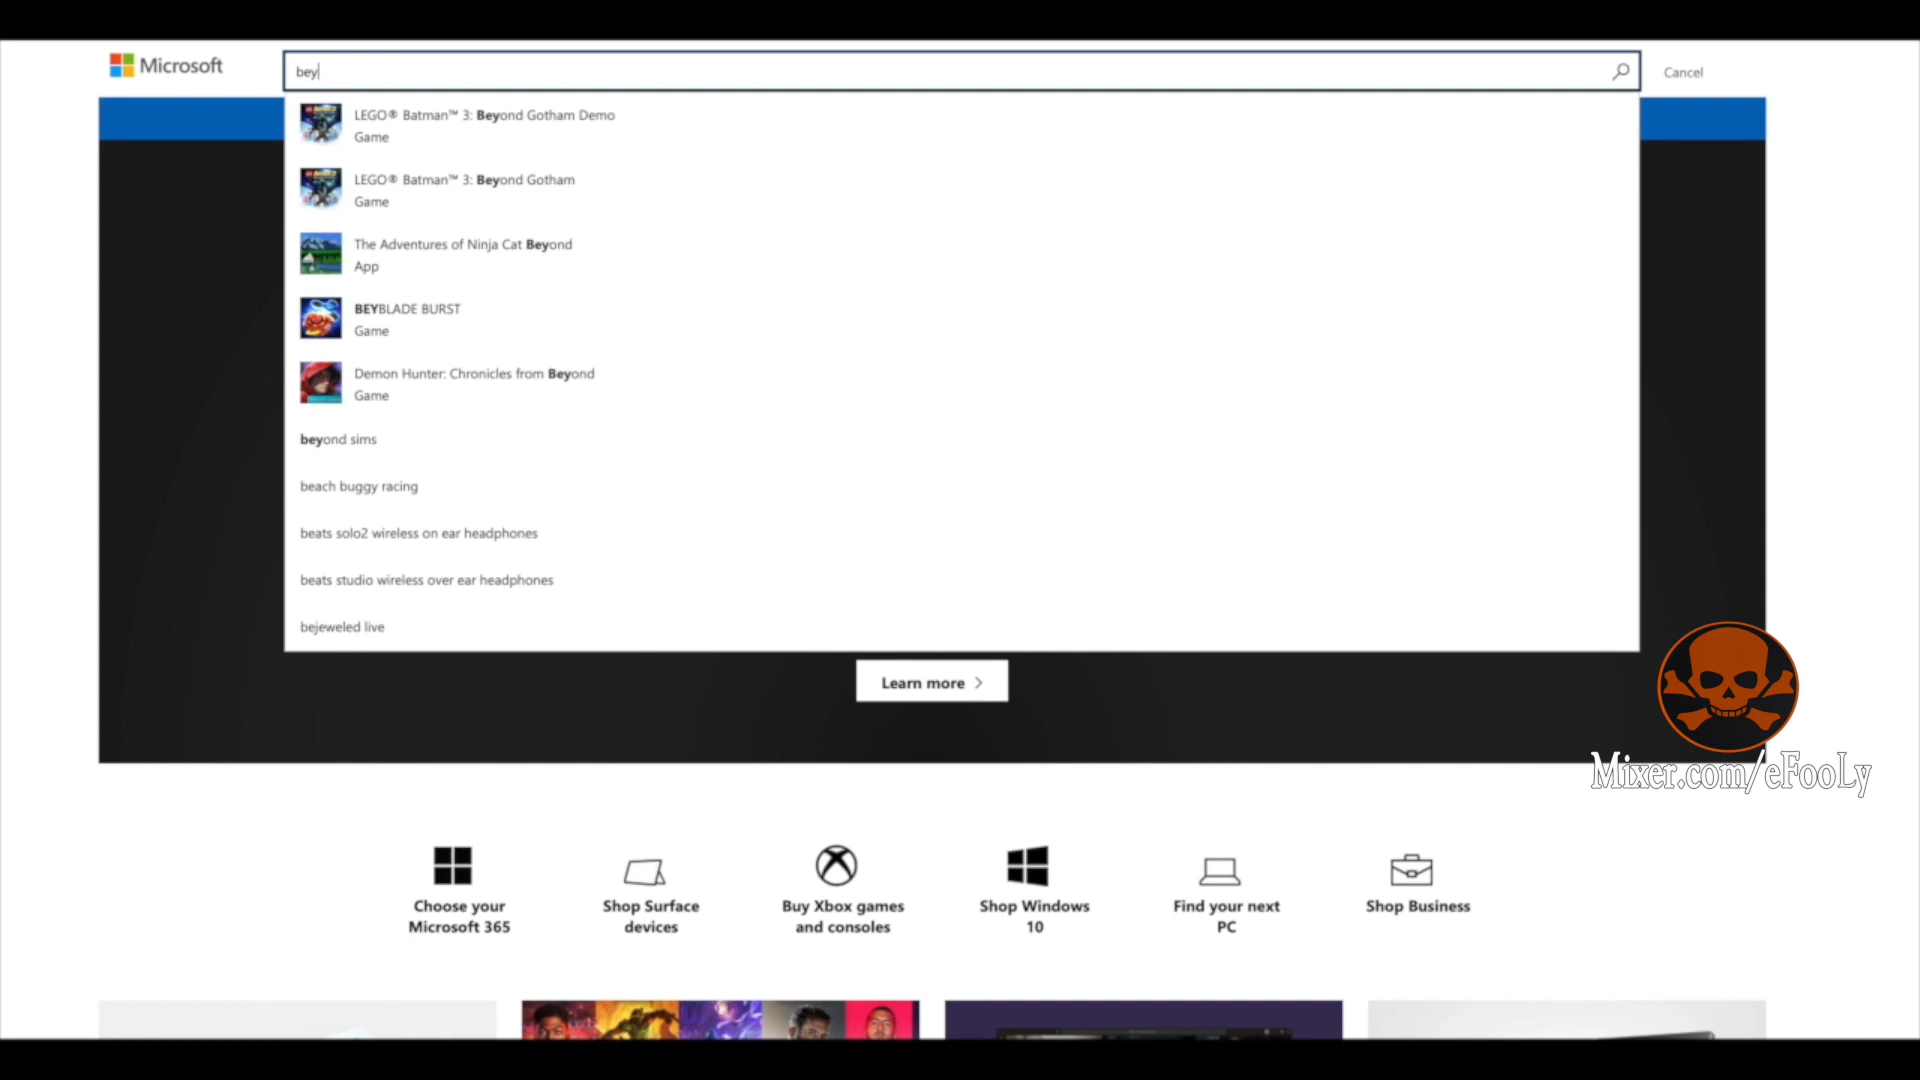 Microsoft
bey
Cancel
LEGO® Batman™ 3: Beyond Gotham Demo
Game
LEGO® Batman™ 3: Beyond Gotham
Game
The Adventures of Ninja Cat Beyond
App
BEYBLADE BURST
Game
Demon Hunter: Chronicles from Beyond
Game
beyond sims
beach buggy racing
beats solo2 wireless on ear headphones
beats studio wireless over ear headphones
bejeweled live
Learn more
Mixer.com/eFooLy
Choose your
Microsoft 365
Shop Surface
devices
Buy Xbox games
and consoles
Shop Windows
10
Find your next
PC
Shop Business